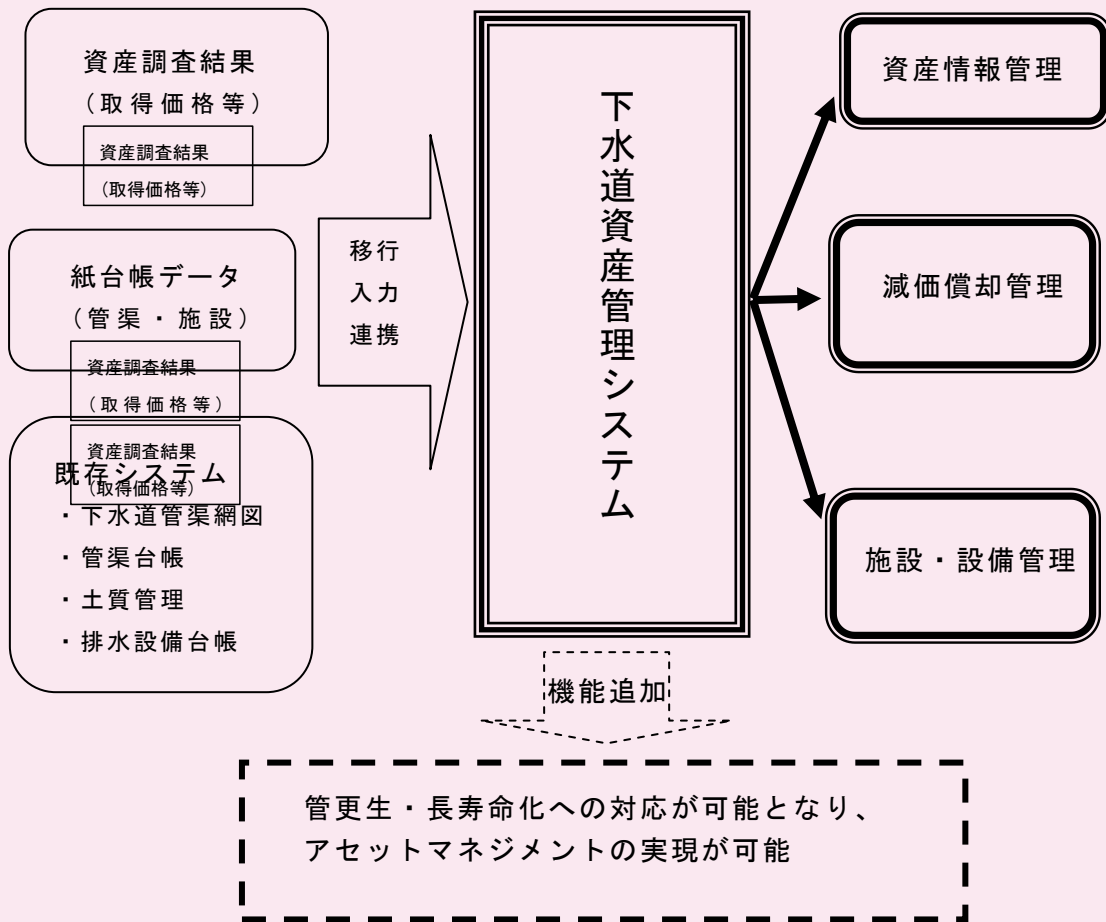 資産調査結果
（取得価格等）
資産調査結果
（取得価格等）
紙台帳データ
（管渠・施設）
資産調査結果
（取得価格等）
資産調査結果
（取得価格等）
既存システム
・下水道管渠網図
・管渠台帳
・土質管理
・排水設備台帳
移行
入力
連携
下水道資産管理システム
資産情報管理
減価償却管理
施設・設備管理
機能追加
管更生・長寿命化への対応が可能となり、
アセットマネジメントの実現が可能